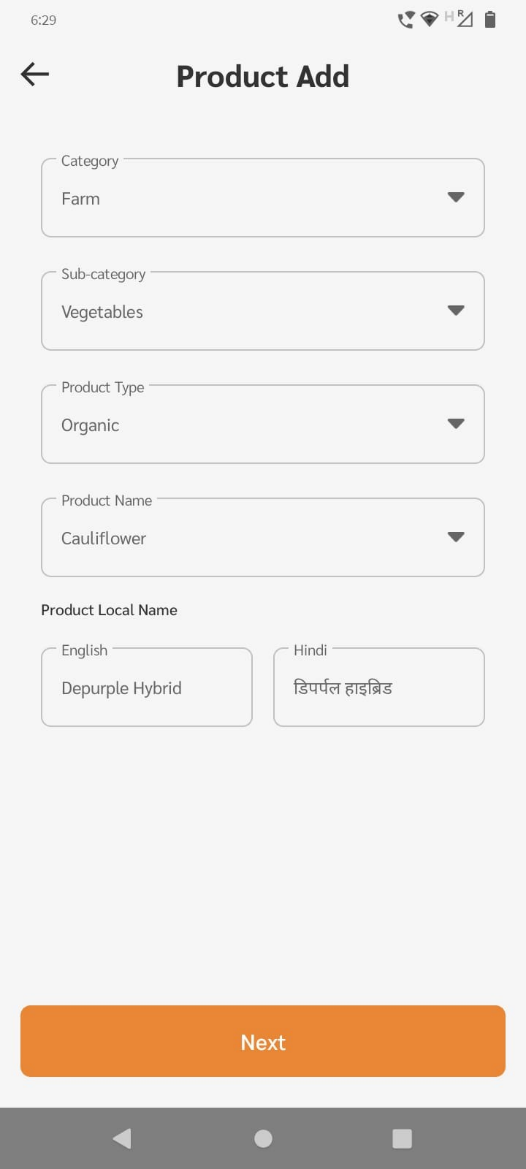 6:29
H R
Product Add
Category
Farm
Sub-category
Vegetables
Product Type
Organic
Product Name
Cauliflower
Product Local Name
English
Depurple Hybrid
Hindi
डिपर्पल हाइब्रिड
Next